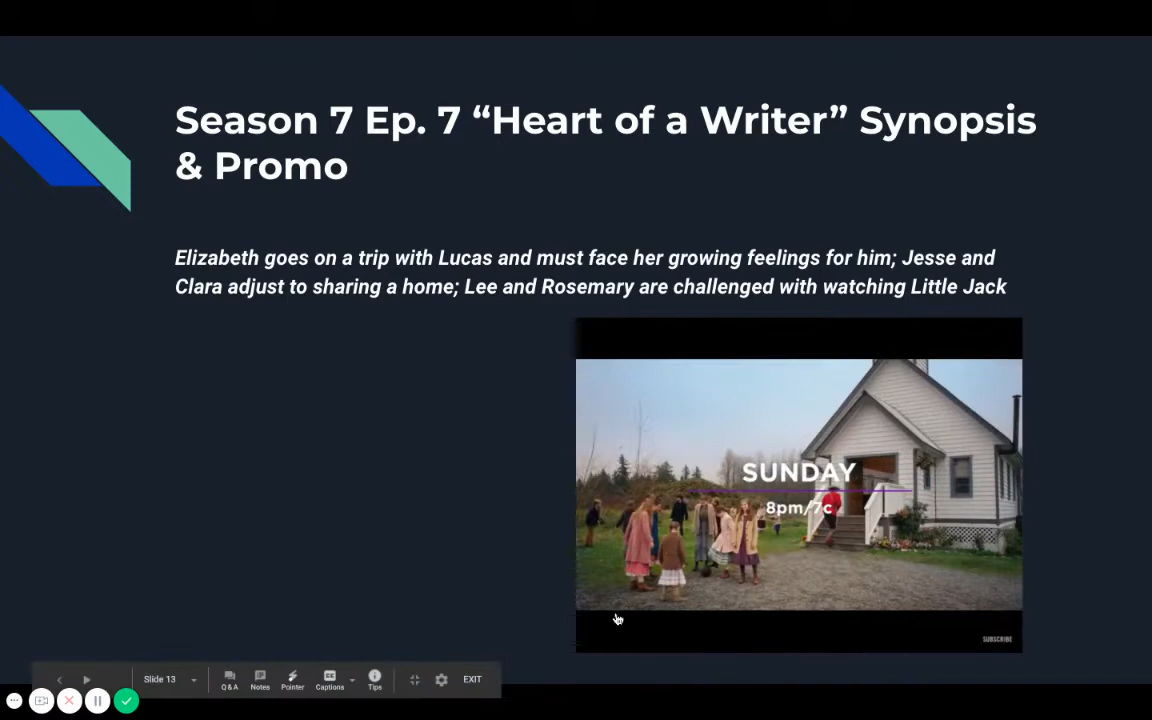 Season 7 Ep. 7 “Heart of a Writer” Synopsis
& Promo
Elizabeth goes on a trip with Lucas and must face her growing feelings for him; Jesse and
Clara adjust to sharing a home; Lee and Rosemary are challenged with watching Little Jack
SUNDAY
8pm/7c
SUBSCRIBE
Slide 13
Q&A
Notes
Pointer
Captions
Tips
EXIT